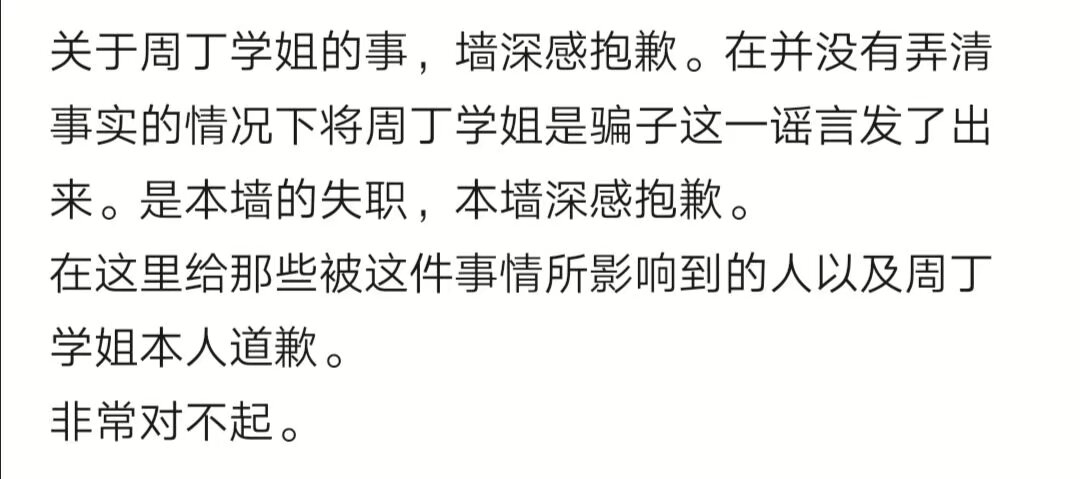 关于周丁学姐的事，墙深感抱歉。在并没有弄清
事实的情况下将周丁学姐是骗子这一谣言发了出
来。是本墙的失职，本墙深感抱歉。
在这里给那些被这件事情所影响到的人以及周丁
学姐本人道歉。
非常对不起。